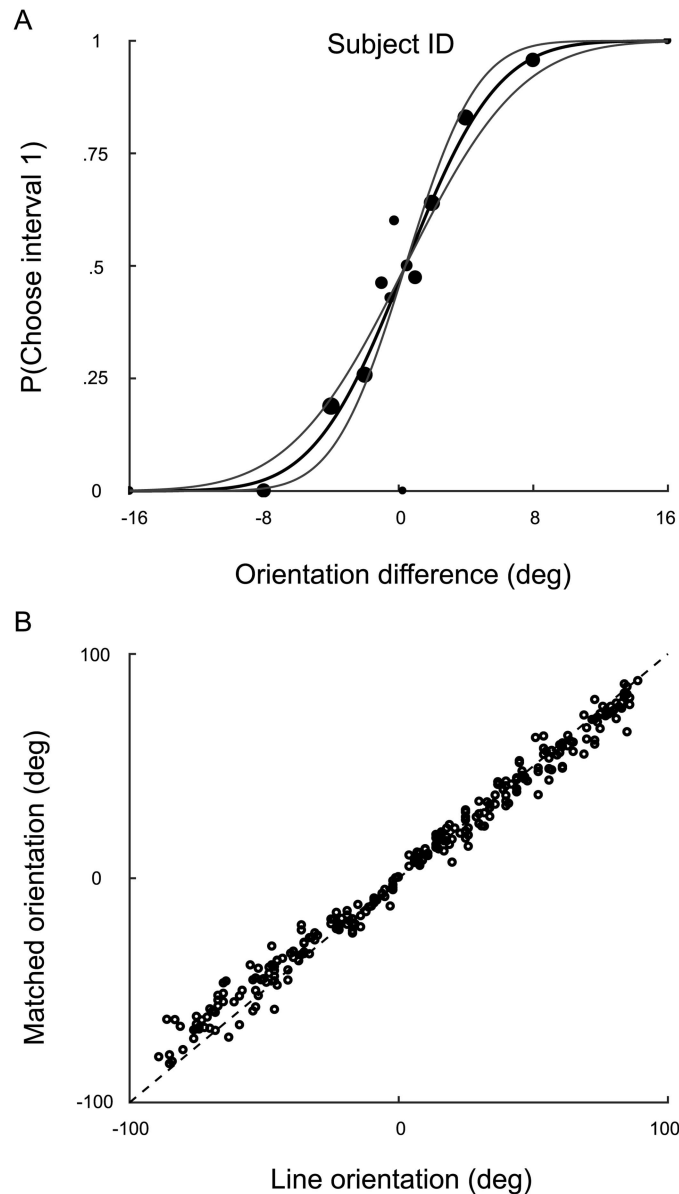 A
Subject ID
P(Choose interval 1)
1
.75
.5
.25
0
-16
-8
0
8
16
Orientation difference (deg)
B
Matched orientation (deg)
100
0
-100
-100
0
100
Line orientation (deg)